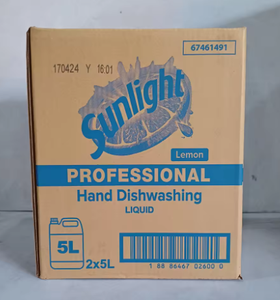 67461491
170424 Y 16:01
Sunlight
Lemon
PROFESSIONAL
Hand Dishwashing
LIQUID
5L
2x5L
1 88 86467 02600 0